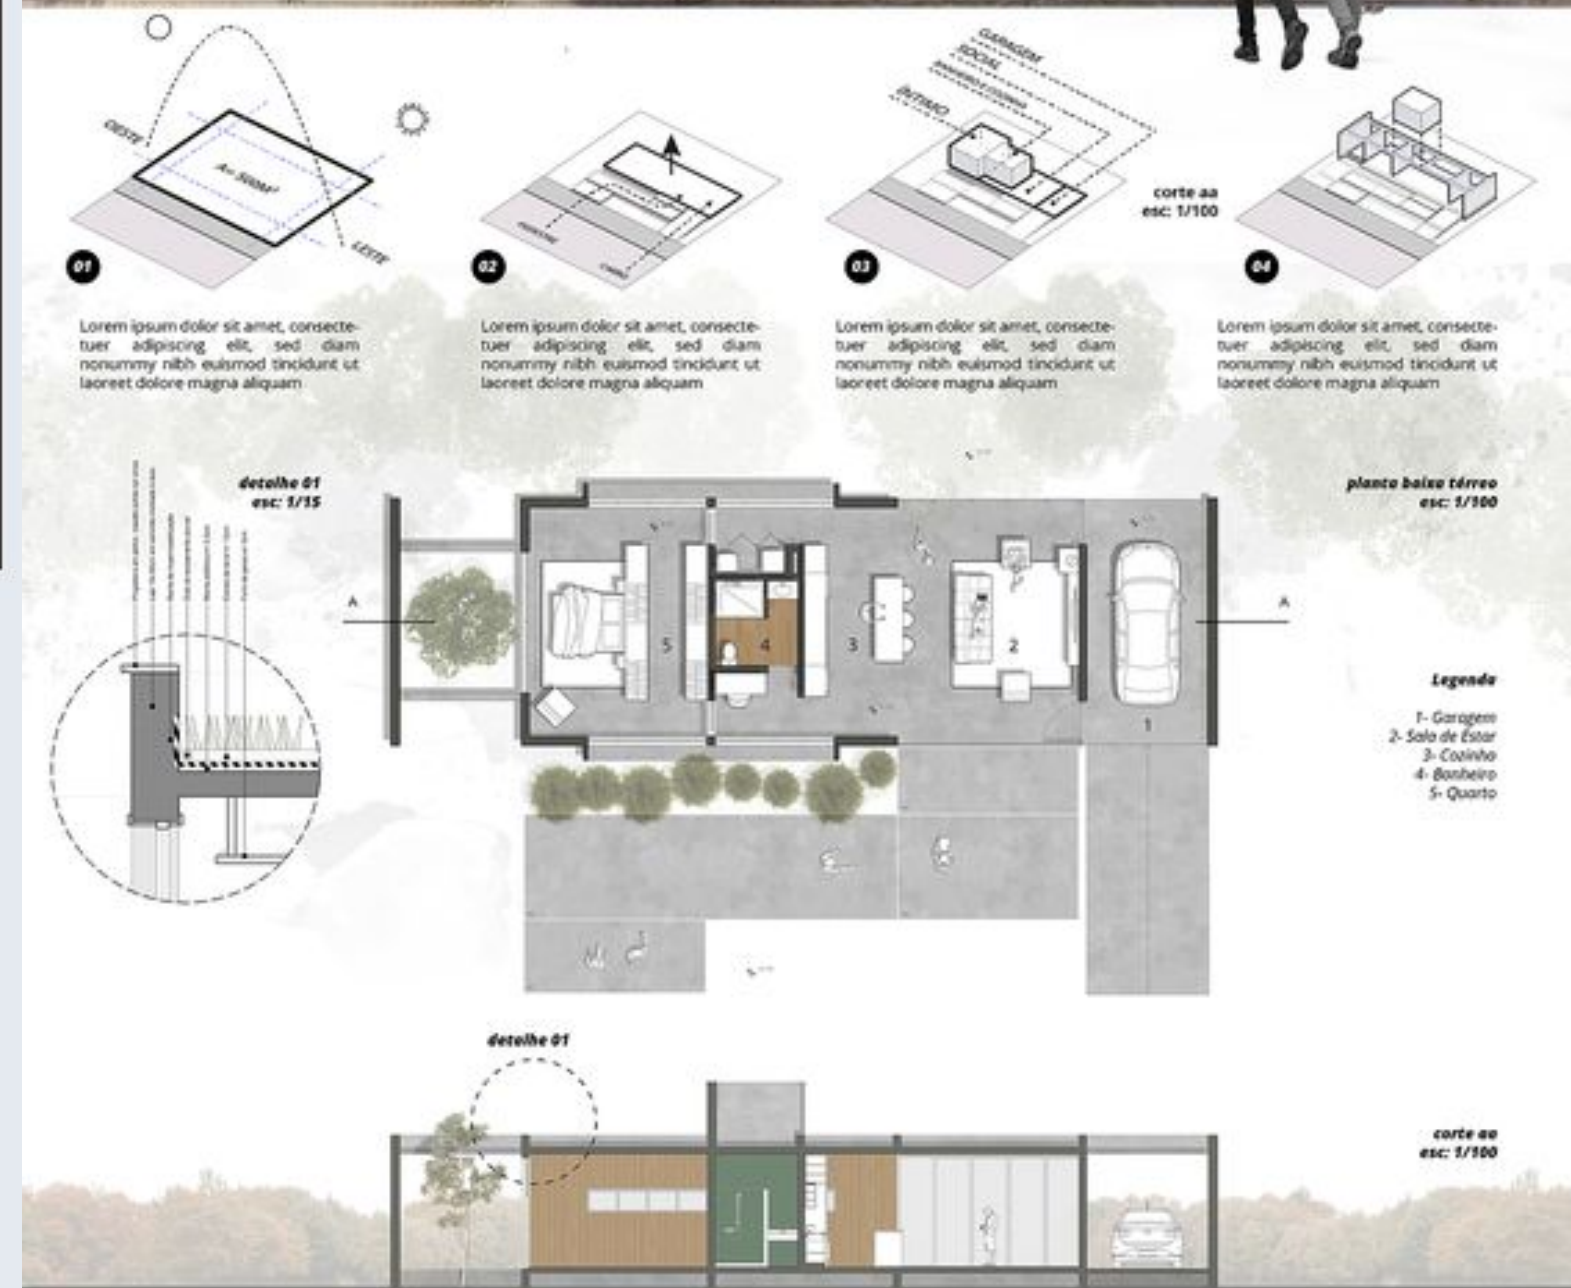 OESTE
A= 500M²
LESTE
01
02
GARAGEM
SOCIAL
BANHEIRO E COZINHA
ÍNTIMO
03
corte aa
esc: 1/100
04
Lorem ipsum dolor sit amet, consecte-
tuer adipiscing elit, sed diam
nonummy nibh euismod tincidunt ut
laoreet dolore magna aliquam
Lorem ipsum dolor sit amet, consecte-
tuer adipiscing elit, sed diam
nonummy nibh euismod tincidunt ut
laoreet dolore magna aliquam
Lorem ipsum dolor sit amet, consecte-
tuer adipiscing elit, sed diam
nonummy nibh euismod tincidunt ut
laoreet dolore magna aliquam
Lorem ipsum dolor sit amet, consecte-
tuer adipiscing elit, sed diam
nonummy nibh euismod tincidunt ut
laoreet dolore magna aliquam
detalhe 01
esc: 1/15
planta baixa térreo
esc: 1/100
A
A
5
4
3
2
1
Legenda
1- Garagem
2- Sala de Estar
3- Cozinha
4- Banheiro
5- Quarto
detalhe 01
corte aa
esc: 1/100